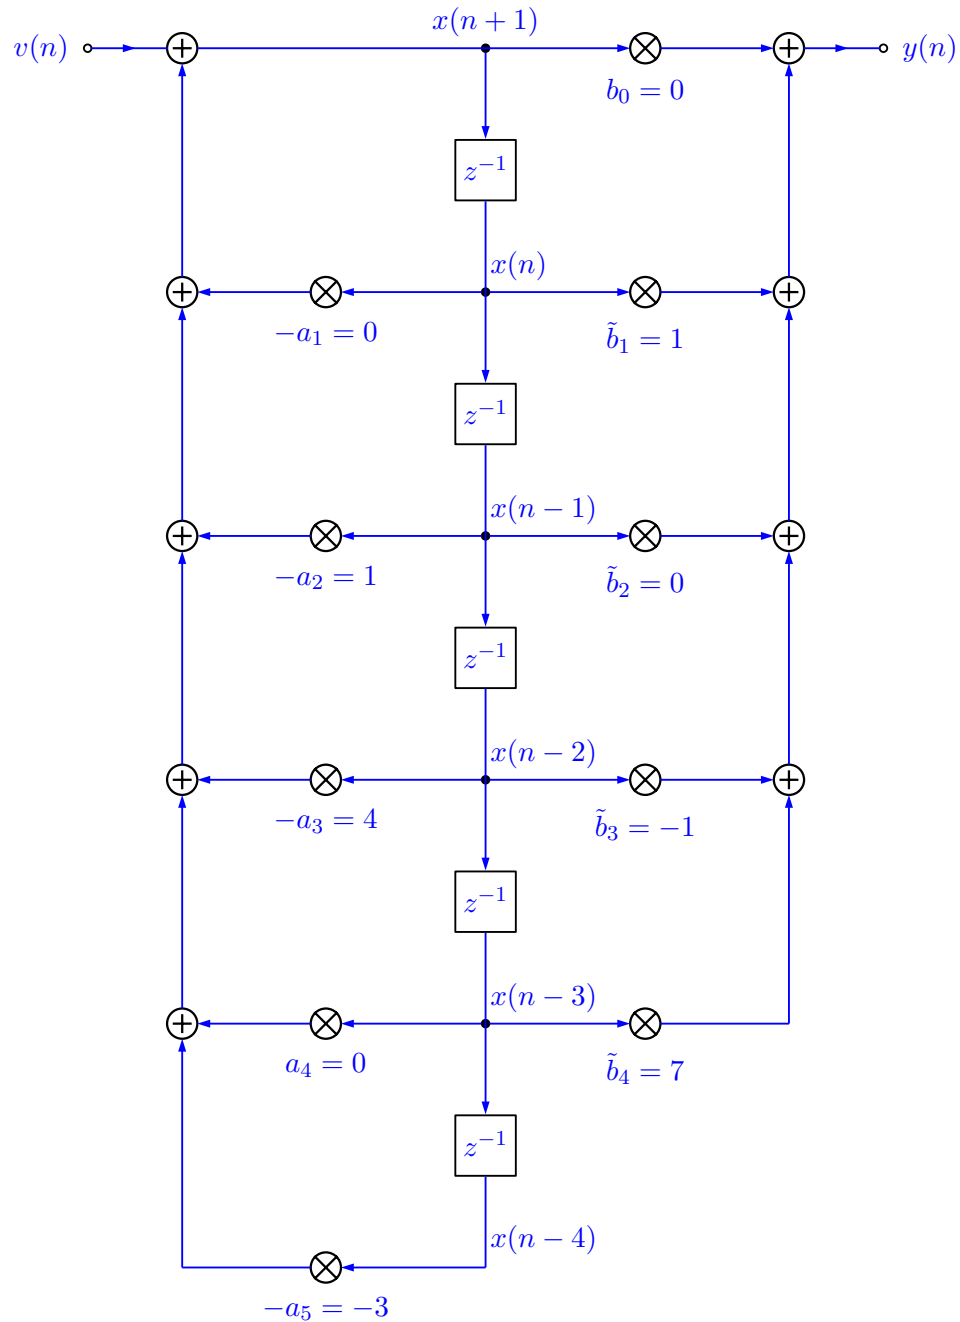 x(n + 1)
v(n)
y(n)
b₀ = 0
z⁻¹
x(n)
−a₁ = 0
b̃₁ = 1
z⁻¹
x(n − 1)
−a₂ = 1
b̃₂ = 0
z⁻¹
x(n − 2)
−a₃ = 4
b̃₃ = −1
z⁻¹
x(n − 3)
a₄ = 0
b̃₄ = 7
z⁻¹
x(n − 4)
−a₅ = −3